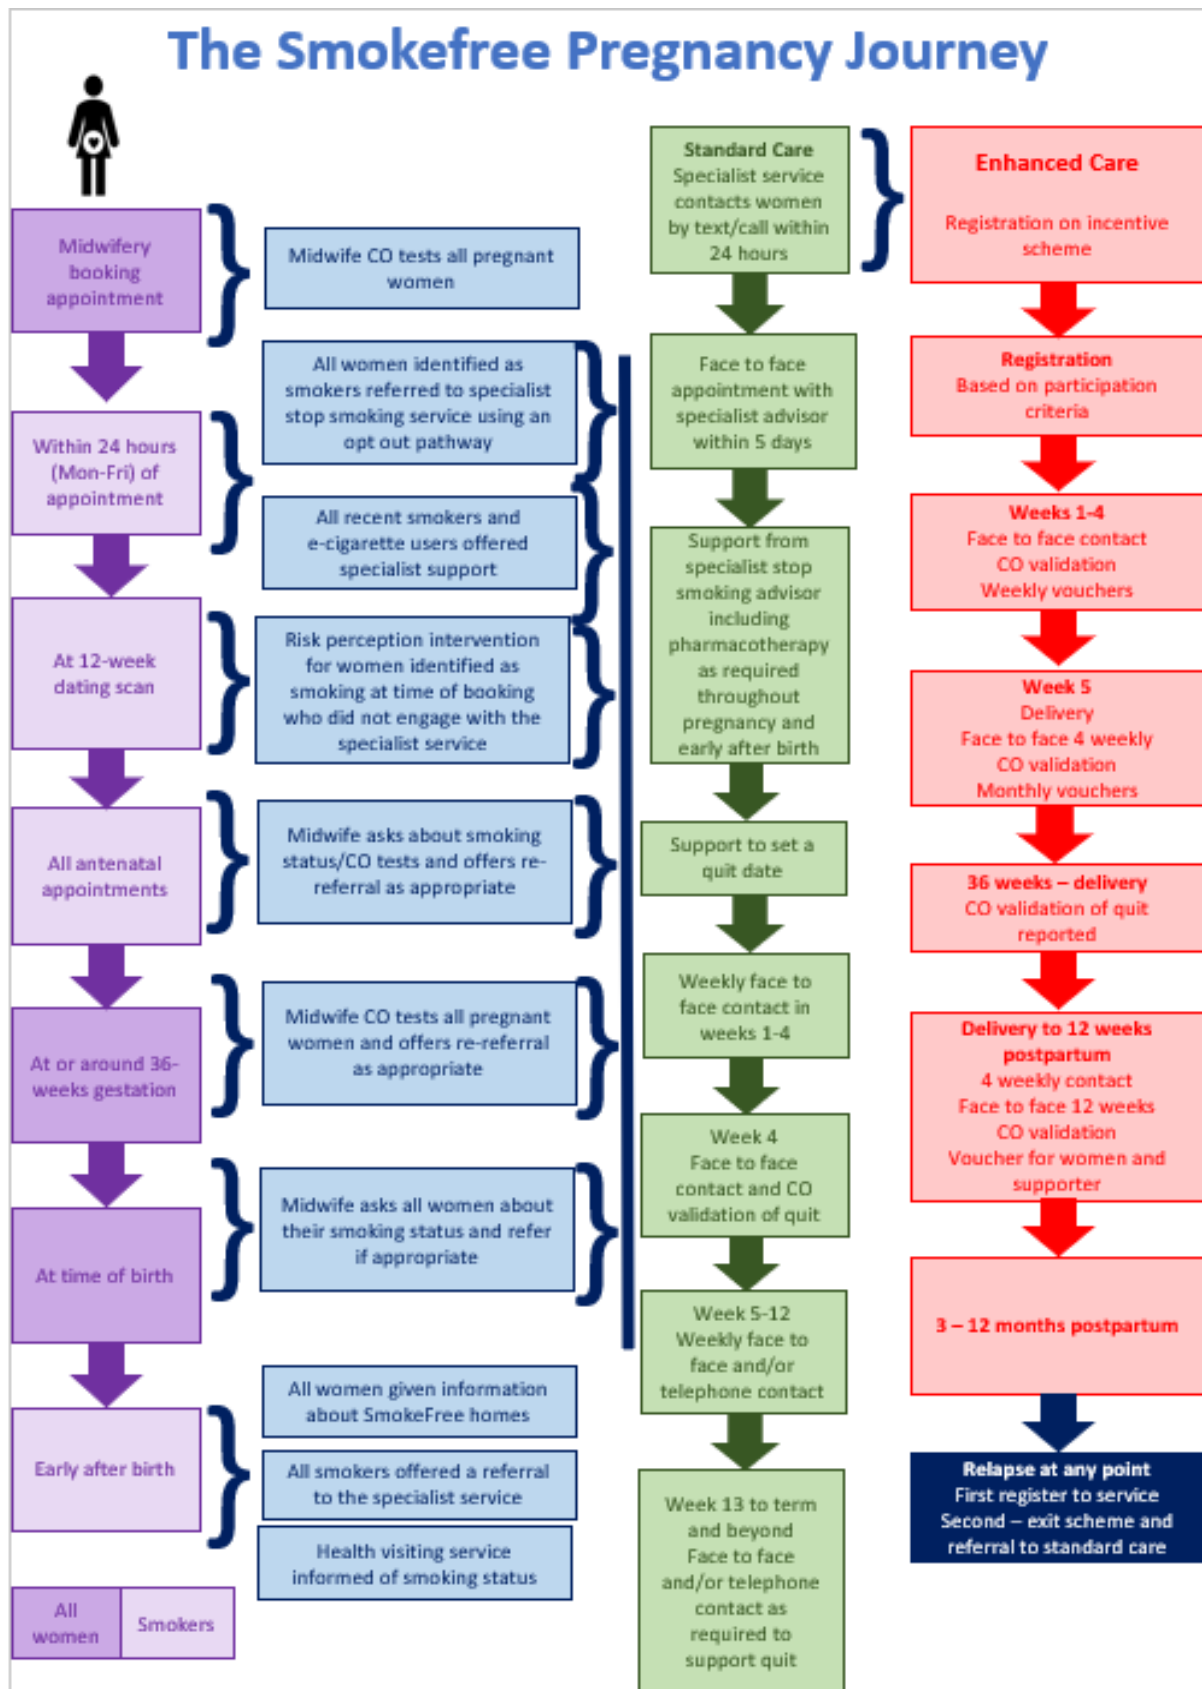 The Smokefree Pregnancy Journey
Midwifery
booking
appointment
Within 24 hours
(Mon-Fri) of
appointment
At 12-week
dating scan
All antenatal
appointments
At or around 36-
weeks gestation
At time of birth
Early after birth
All
women
Smokers
Midwife CO tests all pregnant
women
All women identified as
smokers referred to specialist
stop smoking service using an
opt out pathway
All recent smokers and
e-cigarette users offered
specialist support
Risk perception intervention
for women identified as
smoking at time of booking
who did not engage with the
specialist service
Midwife asks about smoking
status/CO tests and offers re-
referral as appropriate
Midwife CO tests all pregnant
women and offers re-referral
as appropriate
Midwife asks all women about
their smoking status and refer
if appropriate
All women given information
about SmokeFree homes
All smokers offered a referral
to the specialist service
Health visiting service
informed of smoking status
Standard Care
Specialist service
contacts women
by text/call within
24 hours
Face to face
appointment with
specialist advisor
within 5 days
Support from
specialist stop
smoking advisor
including
pharmacotherapy
as required
throughout
pregnancy and
early after birth
Support to set a
quit date
Weekly face to
face contact in
weeks 1-4
Week 4
Face to face
contact and CO
validation of quit
Week 5-12
Weekly face to
face and/or
telephone contact
Week 13 to term
and beyond
Face to face
and/or telephone
contact as
required to
support quit
Enhanced Care
Registration on incentive
scheme
Registration
Based on participation
criteria
Weeks 1-4
Face to face contact
CO validation
Weekly vouchers
Week 5
Delivery
Face to face 4 weekly
CO validation
Monthly vouchers
36 weeks – delivery
CO validation of quit
reported
Delivery to 12 weeks
postpartum
4 weekly contact
Face to face 12 weeks
CO validation
Voucher for women and
supporter
3 – 12 months postpartum
Relapse at any point
First register to service
Second – exit scheme and
referral to standard care